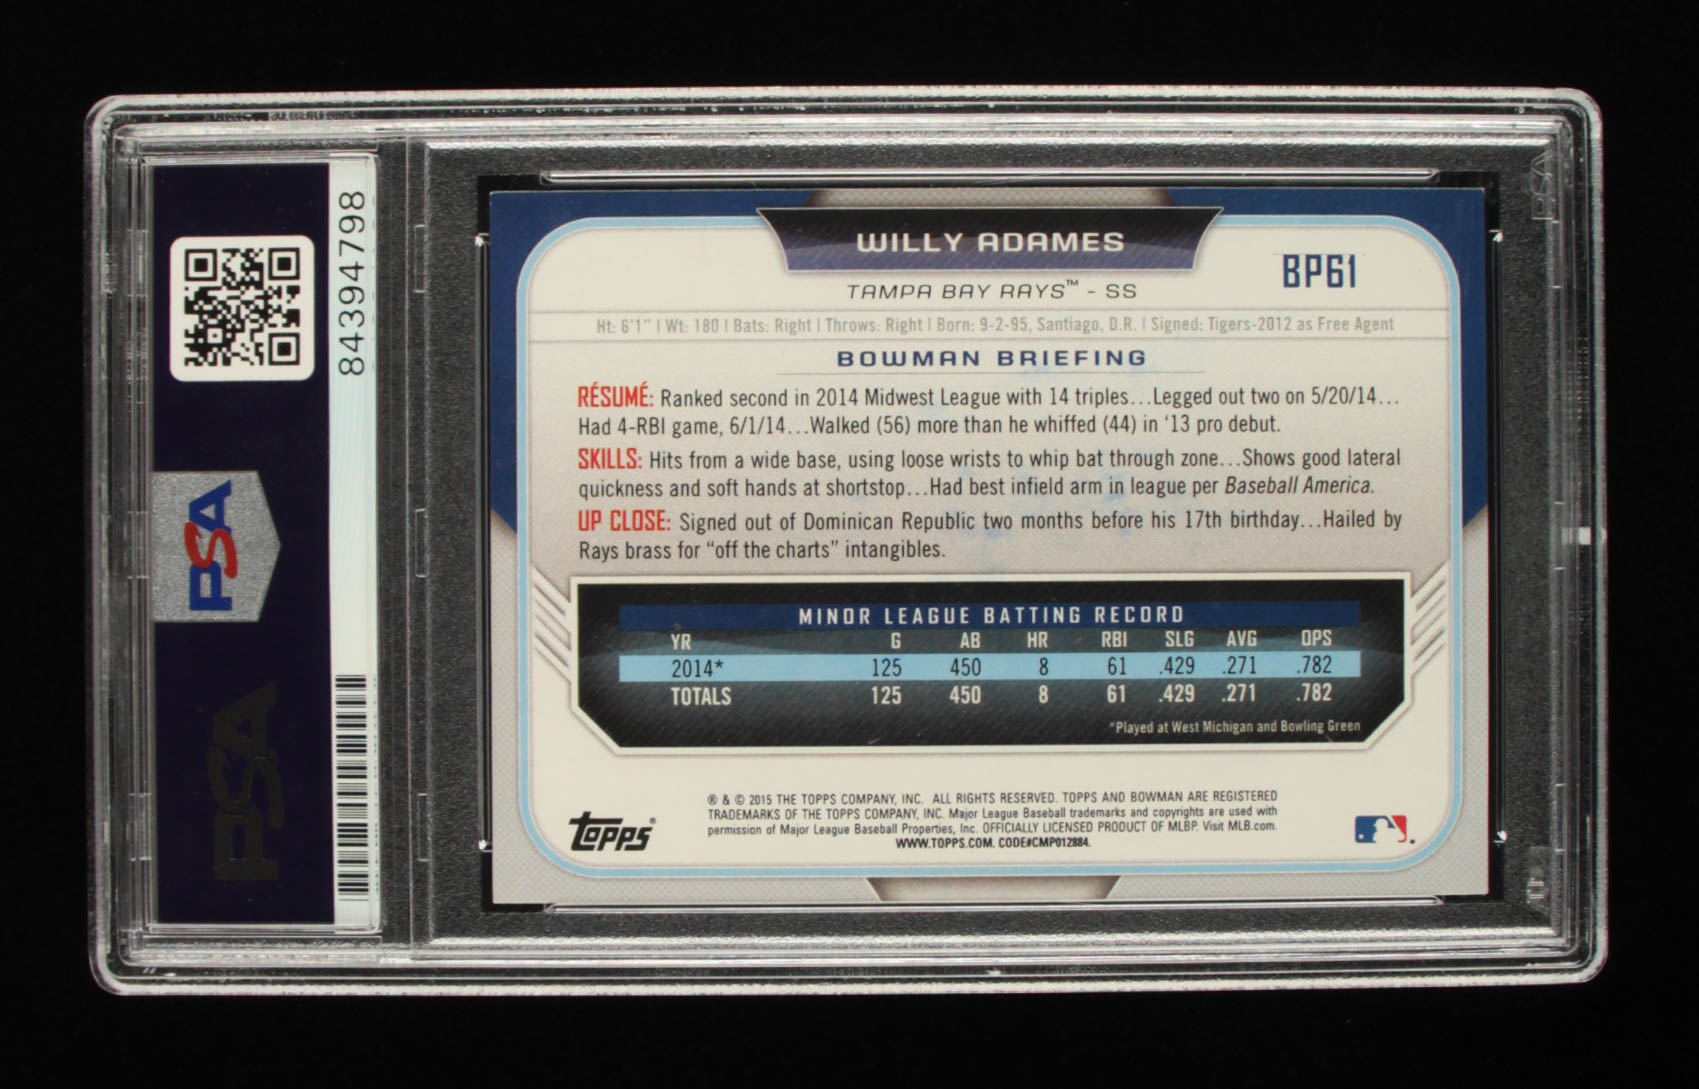 84394798
PSA
PSA
WILLY ADAMES
BP61
TAMPA BAY RAYS™ - SS
Ht: 6'1" | Wt: 180 | Bats: Right | Throws: Right | Born: 9-2-95, Santiago, D.R. | Signed: Tigers-2012 as Free Agent
BOWMAN BRIEFING
RÉSUMÉ: Ranked second in 2014 Midwest League with 14 triples...Legged out two on 5/20/14...
Had 4-RBI game, 6/1/14...Walked (56) more than he whiffed (44) in '13 pro debut.
SKILLS: Hits from a wide base, using loose wrists to whip bat through zone...Shows good lateral
quickness and soft hands at shortstop...Had best infield arm in league per Baseball America.
UP CLOSE: Signed out of Dominican Republic two months before his 17th birthday...Hailed by
Rays brass for “off the charts” intangibles.
MINOR LEAGUE BATTING RECORD
YR G AB HR RBI SLG AVG OPS
2014* 125 450 8 61 .429 .271 .782
TOTALS 125 450 8 61 .429 .271 .782
*Played at West Michigan and Bowling Green
® & © 2015 THE TOPPS COMPANY, INC. ALL RIGHTS RESERVED. TOPPS AND BOWMAN ARE REGISTERED
TRADEMARKS OF THE TOPPS COMPANY, INC. Major League Baseball trademarks and copyrights are used with
permission of Major League Baseball Properties, Inc. OFFICIALLY LICENSED PRODUCT OF MLBP. Visit MLB.com.
WWW.TOPPS.COM. CODE#CMP012884.
Topps®
PSA